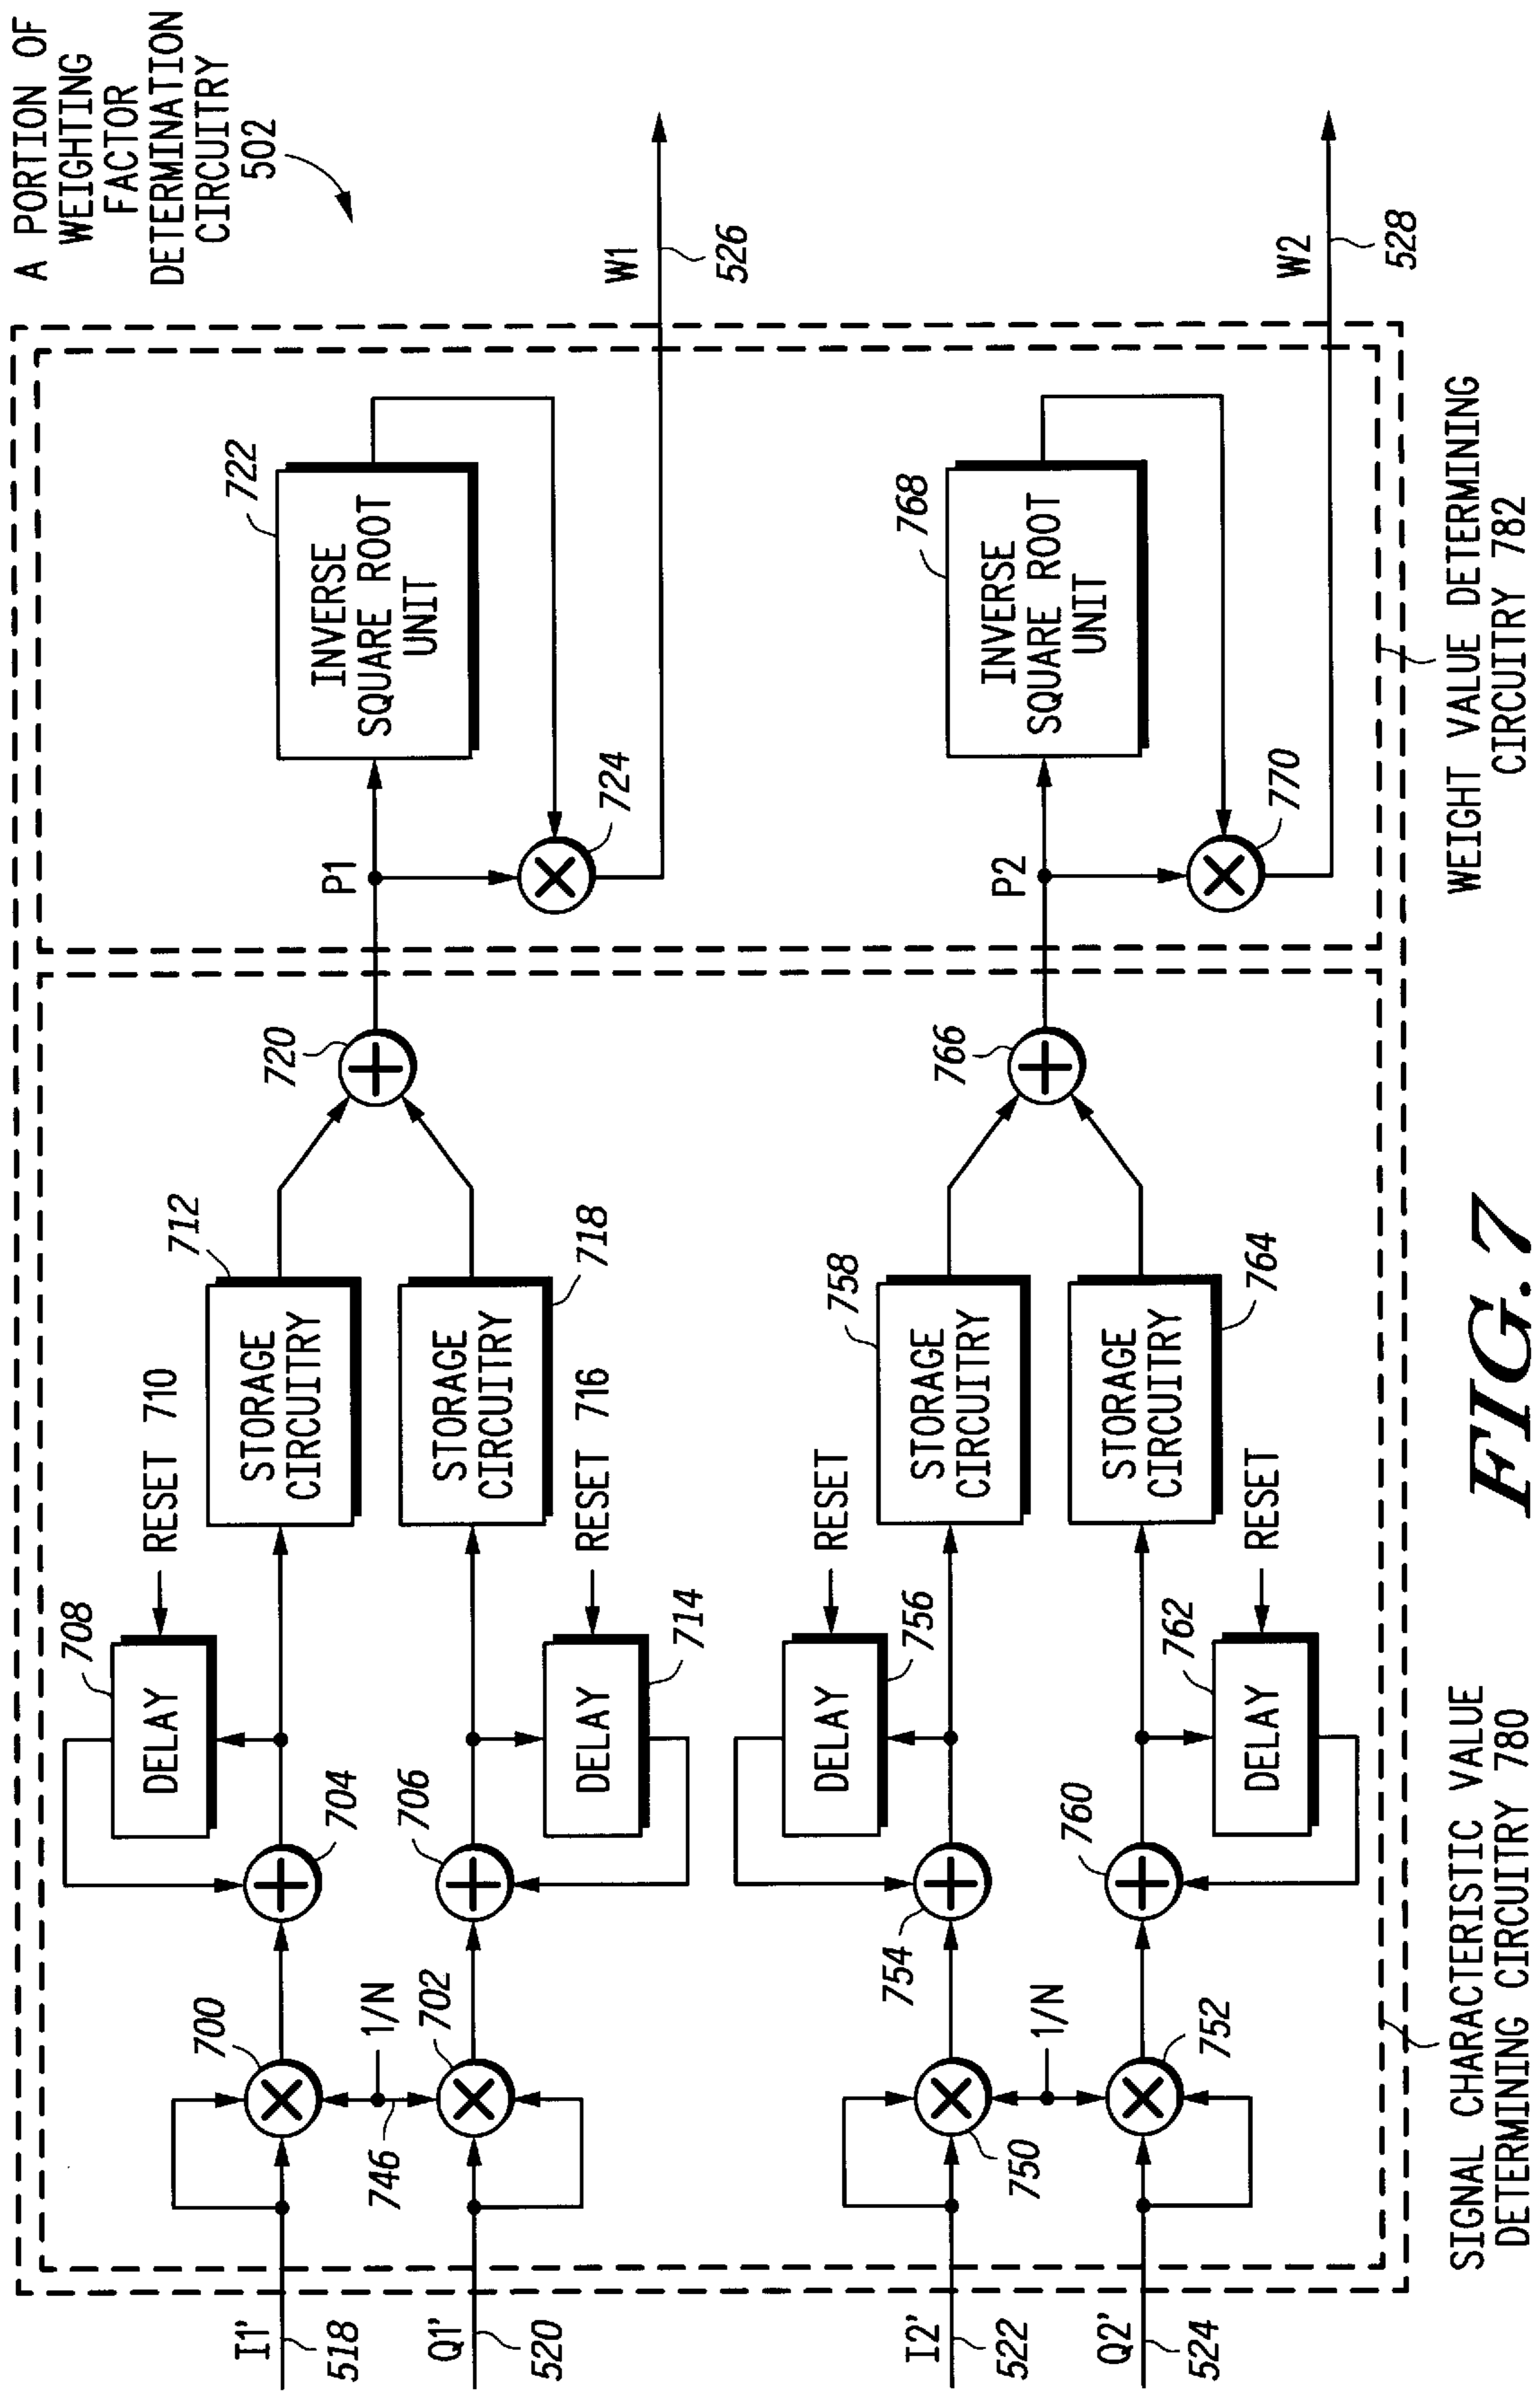 A PORTION OF
WEIGHTING
FACTOR
DETERMINATION
CIRCUITRY
502
I1'
518
Q1'
520
700
746
1/N
702
704
706
708
DELAY
RESET 710
714
DELAY
RESET 716
712
STORAGE
CIRCUITRY
718
STORAGE
CIRCUITRY
720
P1
722
INVERSE
SQUARE ROOT
UNIT
724
W1
526
I2'
522
Q2'
524
750
1/N
752
754
760
756
DELAY
RESET
762
DELAY
RESET
758
STORAGE
CIRCUITRY
764
STORAGE
CIRCUITRY
766
P2
768
INVERSE
SQUARE ROOT
UNIT
770
W2
528
SIGNAL CHARACTERISTIC VALUE
DETERMINING CIRCUITRY 780
WEIGHT VALUE DETERMINING
CIRCUITRY 782
FIG.7